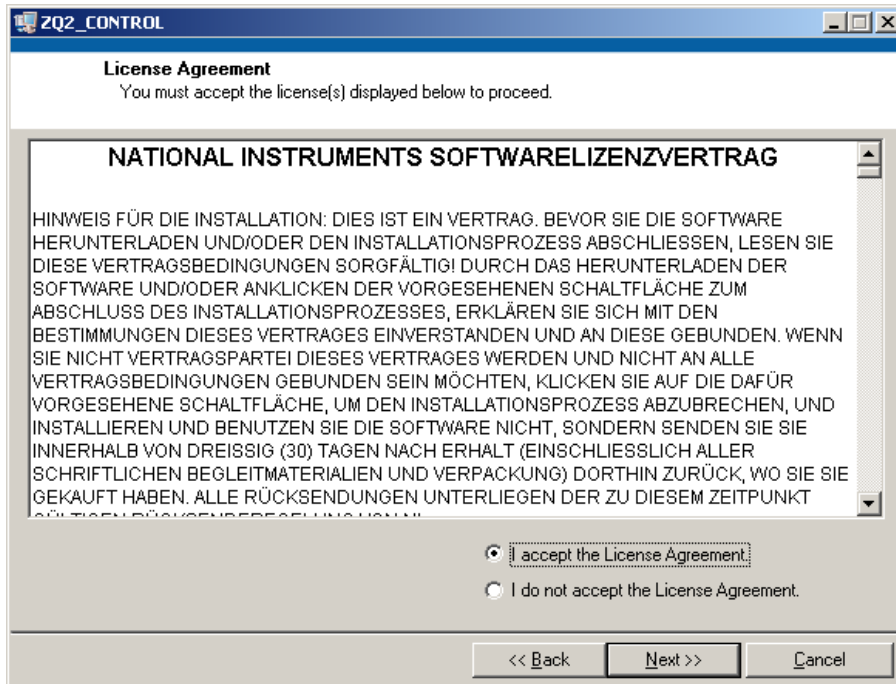 ZQ2_CONTROL
License Agreement
You must accept the license(s) displayed below to proceed.
NATIONAL INSTRUMENTS SOFTWARELIZENZVERTRAG
HINWEIS FÜR DIE INSTALLATION: DIES IST EIN VERTRAG. BEVOR SIE DIE SOFTWARE
HERUNTERLADEN UND/ODER DEN INSTALLATIONSPROZESS ABSCHLIESSEN, LESEN SIE
DIESE VERTRAGSBEDINGUNGEN SORGFÄLTIG! DURCH DAS HERUNTERLADEN DER
SOFTWARE UND/ODER ANKLICKEN DER VORGESEHENEN SCHALTFLÄCHE ZUM
ABSCHLUSS DES INSTALLATIONSPROZESSES, ERKLÄREN SIE SICH MIT DEN
BESTIMMUNGEN DIESES VERTRAGES EINVERSTANDEN UND AN DIESE GEBUNDEN. WENN
SIE NICHT VERTRAGSPARTEI DIESES VERTRAGES WERDEN UND NICHT AN ALLE
VERTRAGSBEDINGUNGEN GEBUNDEN SEIN MÖCHTEN, KLICKEN SIE AUF DIE DAFÜR
VORGESEHENE SCHALTFLÄCHE, UM DEN INSTALLATIONSPROZESS ABZUBRECHEN, UND
INSTALLIEREN UND BENUTZEN SIE DIE SOFTWARE NICHT, SONDERN SENDEN SIE SIE
INNERHALB VON DREISSIG (30) TAGEN NACH ERHALT (EINSCHLIESSLICH ALLER
SCHRIFTLICHEN BEGLEITMATERIALIEN UND VERPACKUNG) DORTHIN ZURÜCK, WO SIE SIE
GEKAUFT HABEN. ALLE RÜCKSENDUNGEN UNTERLIEGEN DER ZU DIESEM ZEITPUNKT
I accept the License Agreement.
I do not accept the License Agreement.
<< Back
Next >>
Cancel